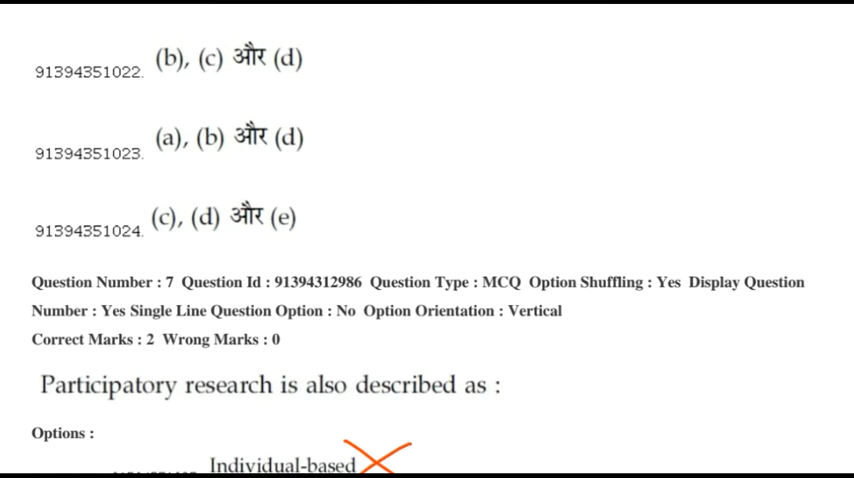 91394351022. (b), (c) और (d)
91394351023. (a), (b) और (d)
91394351024. (c), (d) और (e)
Question Number : 7 Question Id : 91394312986 Question Type : MCQ Option Shuffling : Yes Display Question
Number : Yes Single Line Question Option : No Option Orientation : Vertical
Correct Marks : 2 Wrong Marks : 0
Participatory research is also described as :
Options :
Individual-based